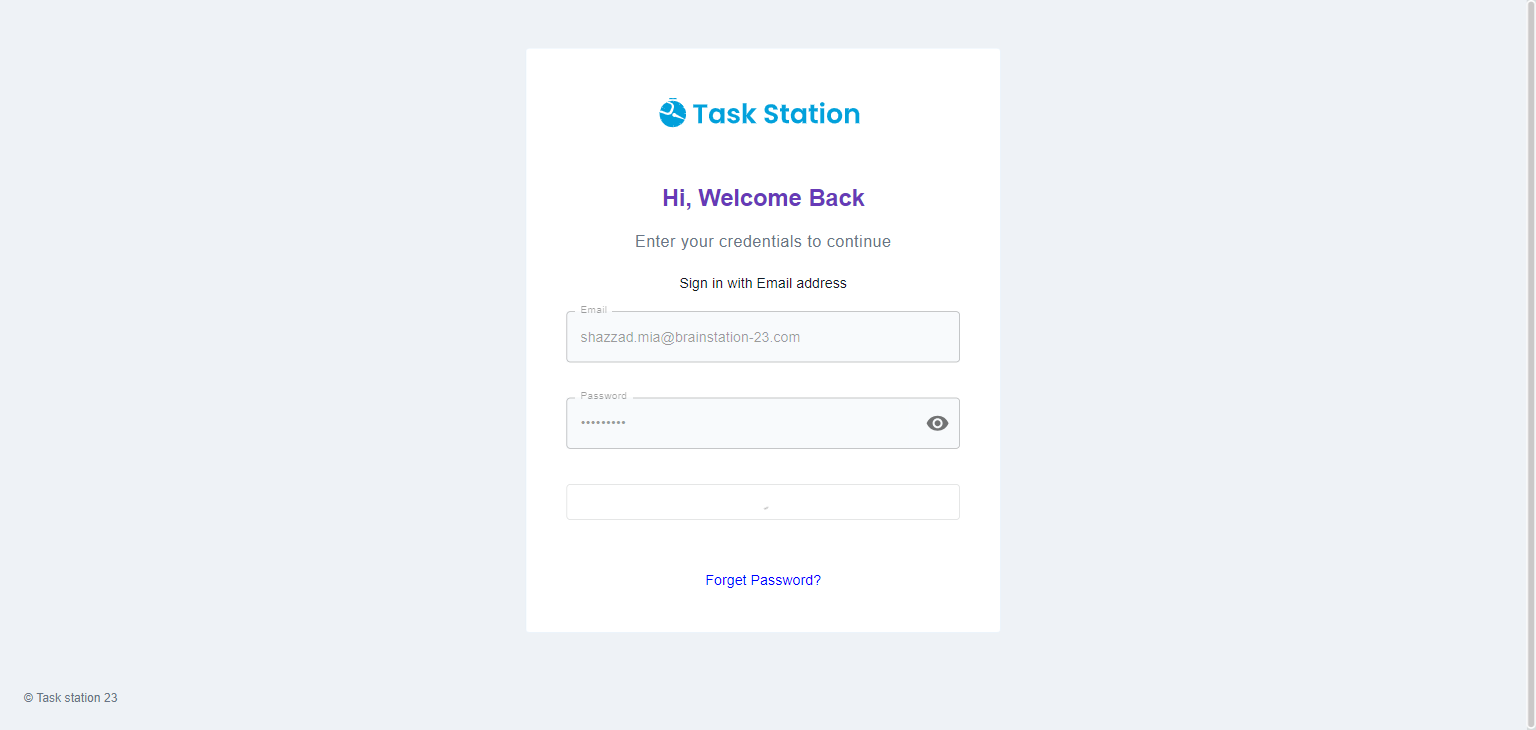 Task Station
Hi, Welcome Back
Enter your credentials to continue
Sign in with Email address
Email
shazzad.mia@brainstation-23.com
Password
•••••••••
Forget Password?
© Task station 23